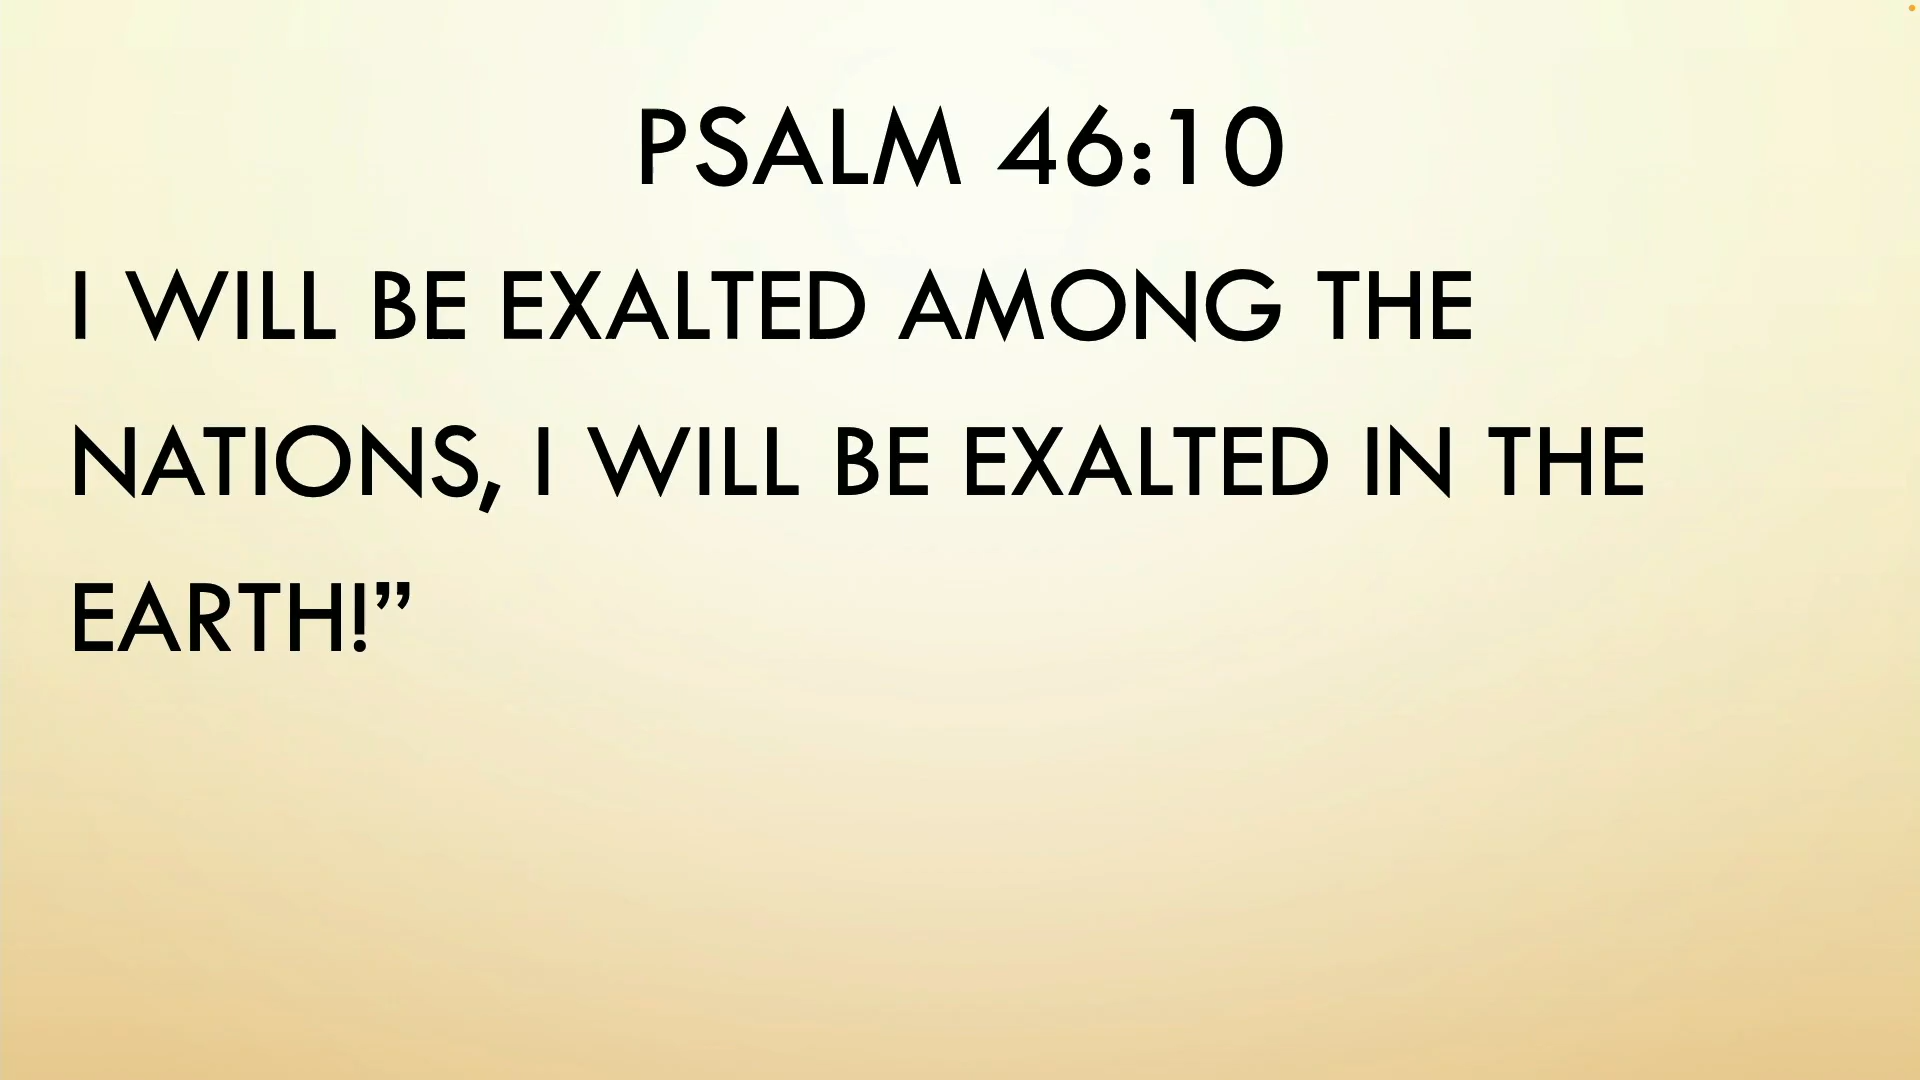 PSALM 46:10
I WILL BE EXALTED AMONG THE
NATIONS, I WILL BE EXALTED IN THE
EARTH!”